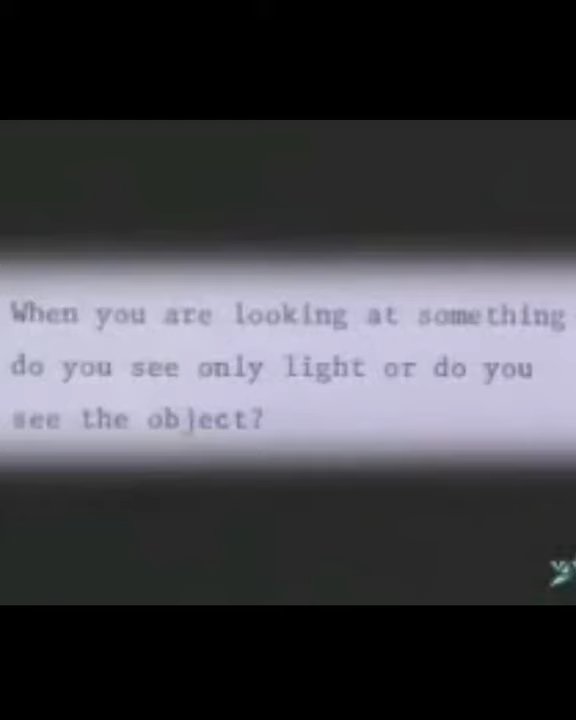 When you are looking at something
do you see only light or do you
see the object?